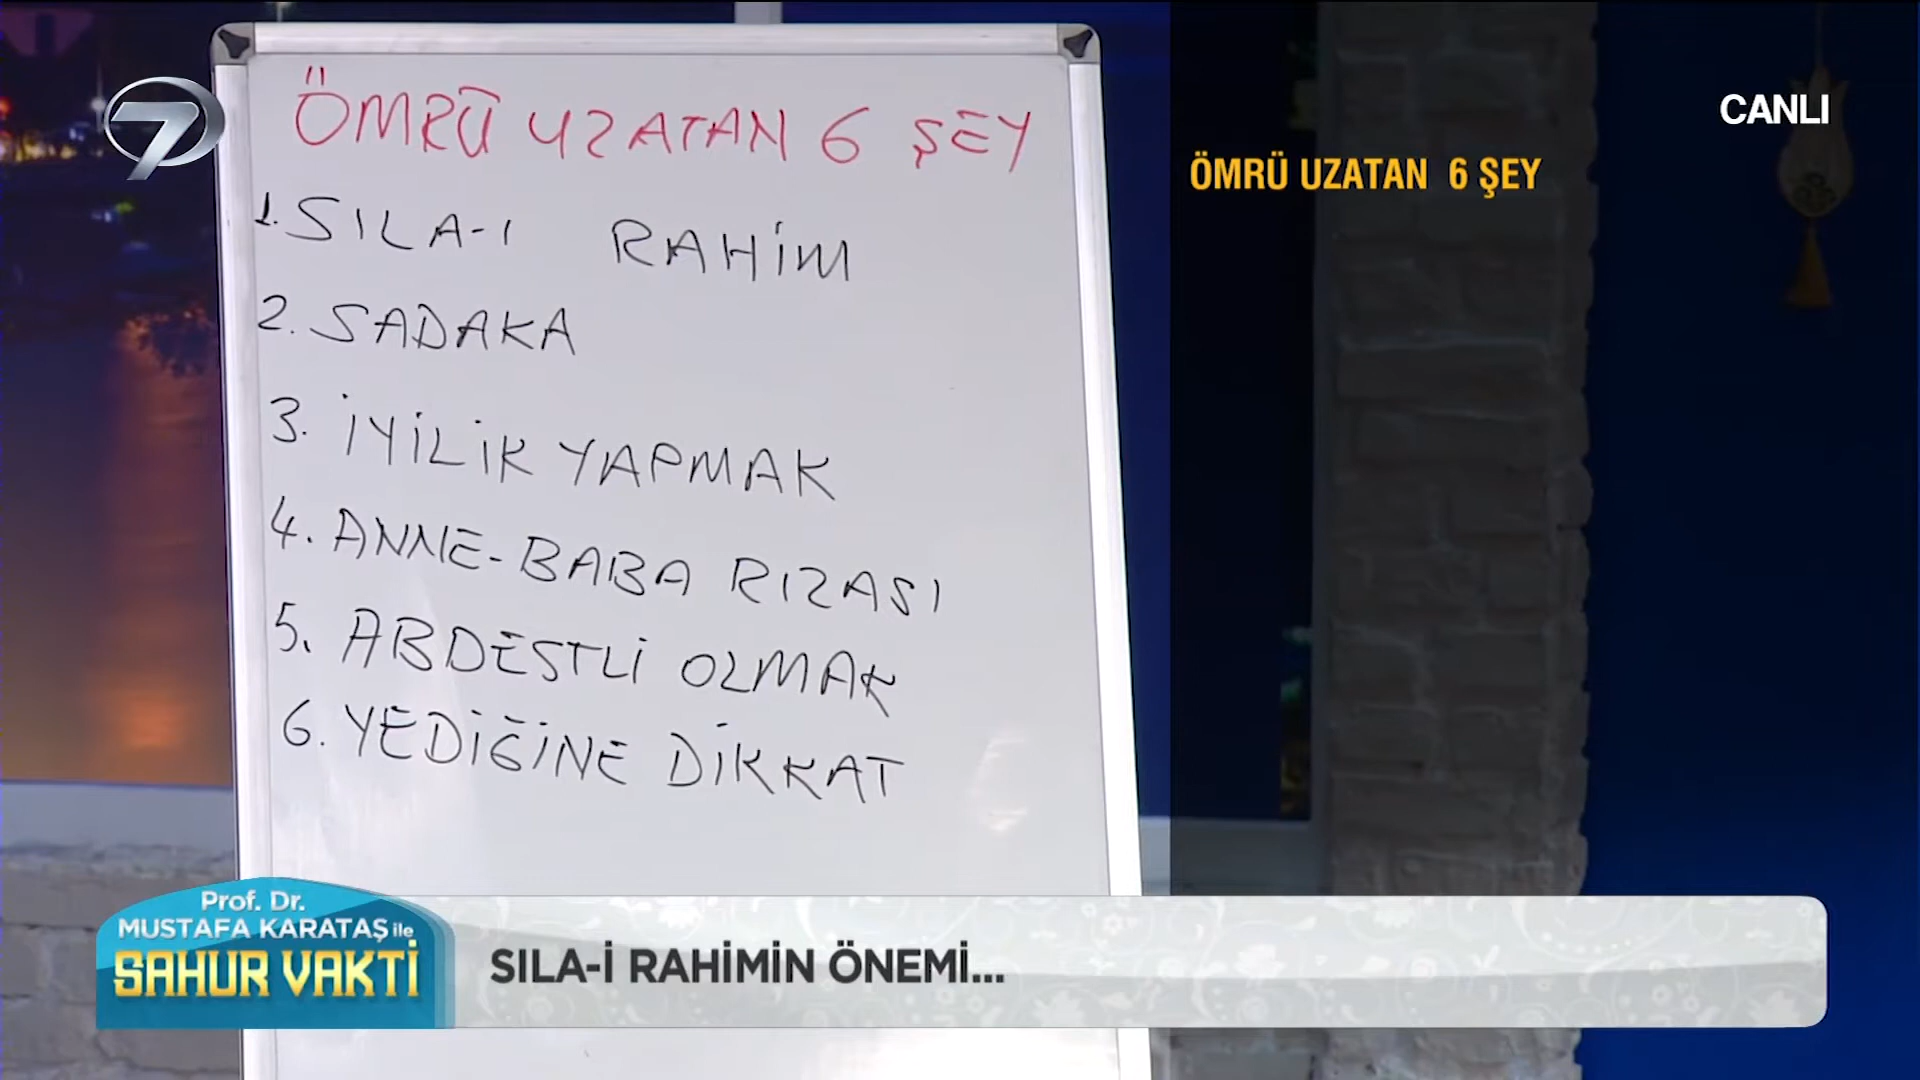 ÖMRÜ UZATAN 6 ŞEY
1. SILA-I RAHİM
2. SADAKA
3. İYİLİK YAPMAK
4. ANNE-BABA RIZASI
5. ABDESTLİ OLMAK
6. YEDİĞİNE DİKKAT
7
CANLI
ÖMRÜ UZATAN 6 ŞEY
Prof. Dr.
MUSTAFA KARATAŞ ile
SAHUR VAKTİ
SILA-İ RAHİMİN ÖNEMİ...